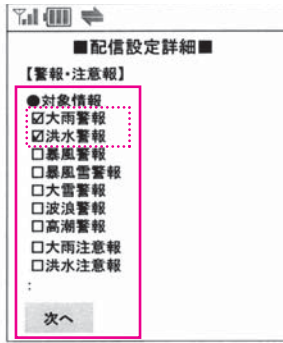 ■配信設定詳細■
【警報・注意報】
●対象情報
☑大雨警報
☑洪水警報
□暴風警報
□暴風雪警報
□大雪警報
□波浪警報
□高潮警報
□大雨注意報
□洪水注意報
:
次へ